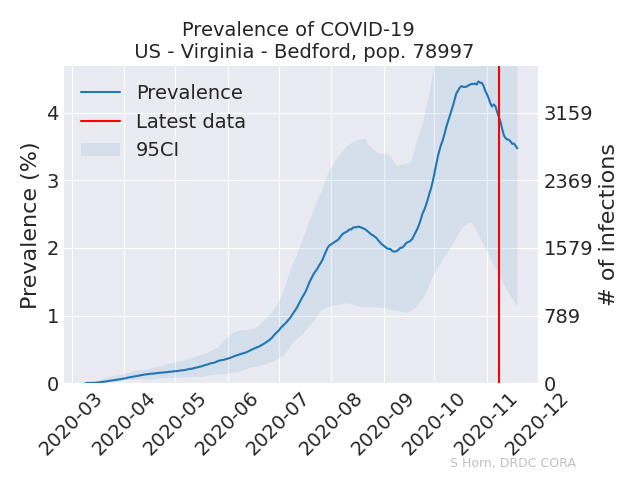 Prevalence of COVID-19
US - Virginia - Bedford, pop. 78997
Prevalence
Latest data
95CI
Prevalence (%)
4
3
2
1
0
3159
2369
1579
789
0
# of infections
2020-03
2020-04
2020-05
2020-06
2020-07
2020-08
2020-09
2020-10
2020-11
2020-12
S Horn, DRDC CORA